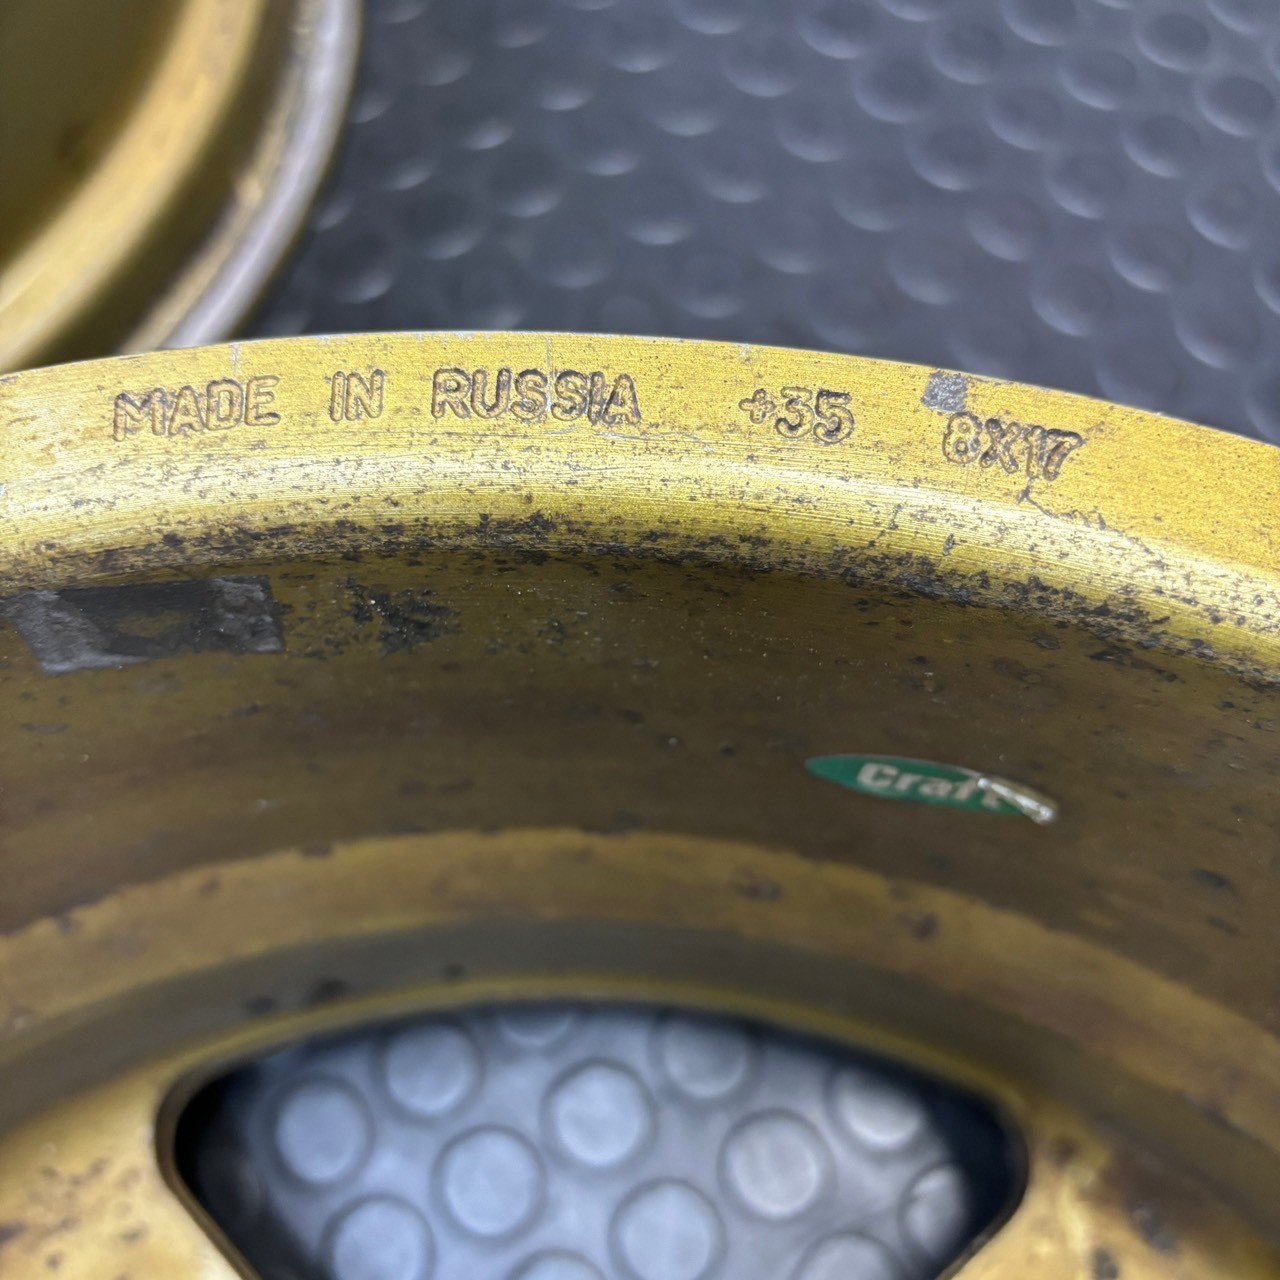 MADE IN RUSSIA +35 8X17
Craft